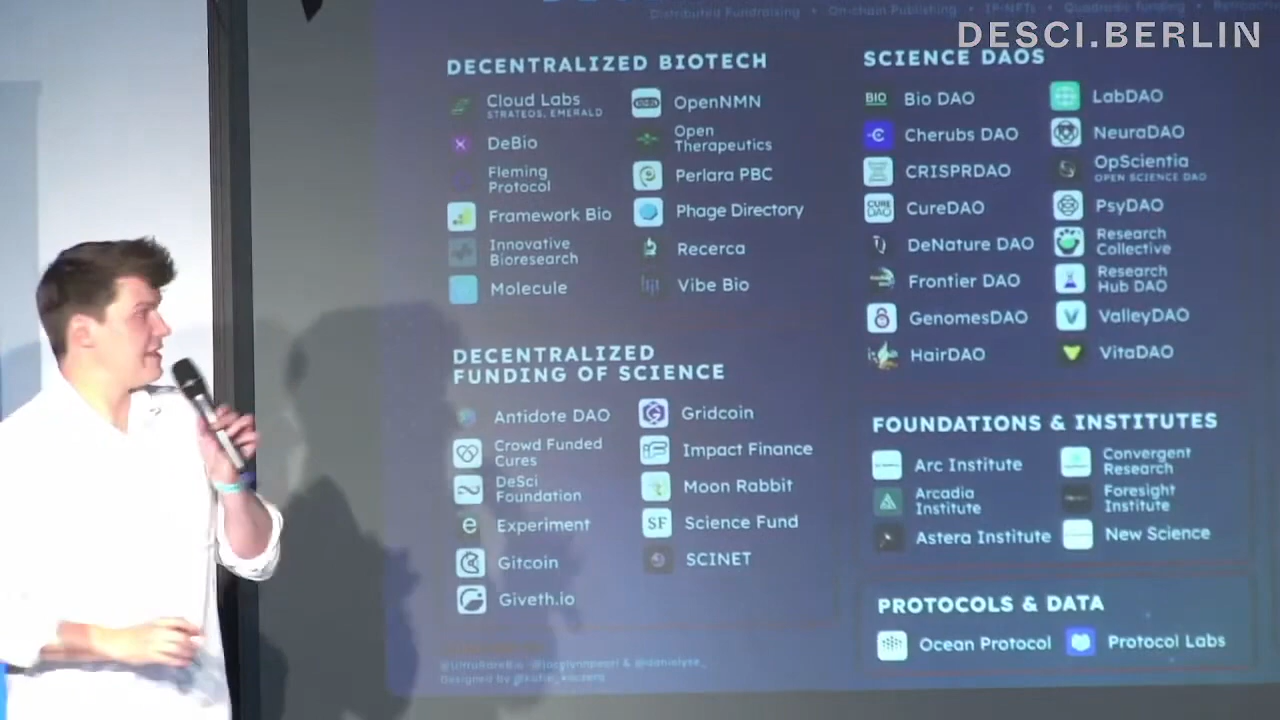 DESCI.BERLIN
Distributed Fundraising • On-chain Publishing • IP-NFTs • Quadratic funding •
DECENTRALIZED BIOTECH
Cloud Labs
STRATEOS, EMERALD
DeBio
Fleming
Protocol
Framework Bio
Innovative
Bioresearch
Molecule
OpenNMN
Open
Therapeutics
Perlara PBC
Phage Directory
Recerca
Vibe Bio
DECENTRALIZED
FUNDING OF SCIENCE
Antidote DAO
Crowd Funded
Cures
DeSci
Foundation
Experiment
Gitcoin
Giveth.io
Gridcoin
Impact Finance
Moon Rabbit
SF Science Fund
SCINET
SCIENCE DAOS
BIO Bio DAO
Cherubs DAO
CRISPRDAO
CURE
DAO
CureDAO
DeNature DAO
Frontier DAO
GenomesDAO
HairDAO
LabDAO
NeuraDAO
OpScientia
OPEN SCIENCE DAO
PsyDAO
Research
Collective
Research
Hub DAO
ValleyDAO
VitaDAO
FOUNDATIONS & INSTITUTES
Arc Institute
Arcadia
Institute
Astera Institute
Convergent
Research
Foresight
Institute
New Science
PROTOCOLS & DATA
Ocean Protocol
Protocol Labs
@UltraRareBio @jocelynnpearl &
Designed by